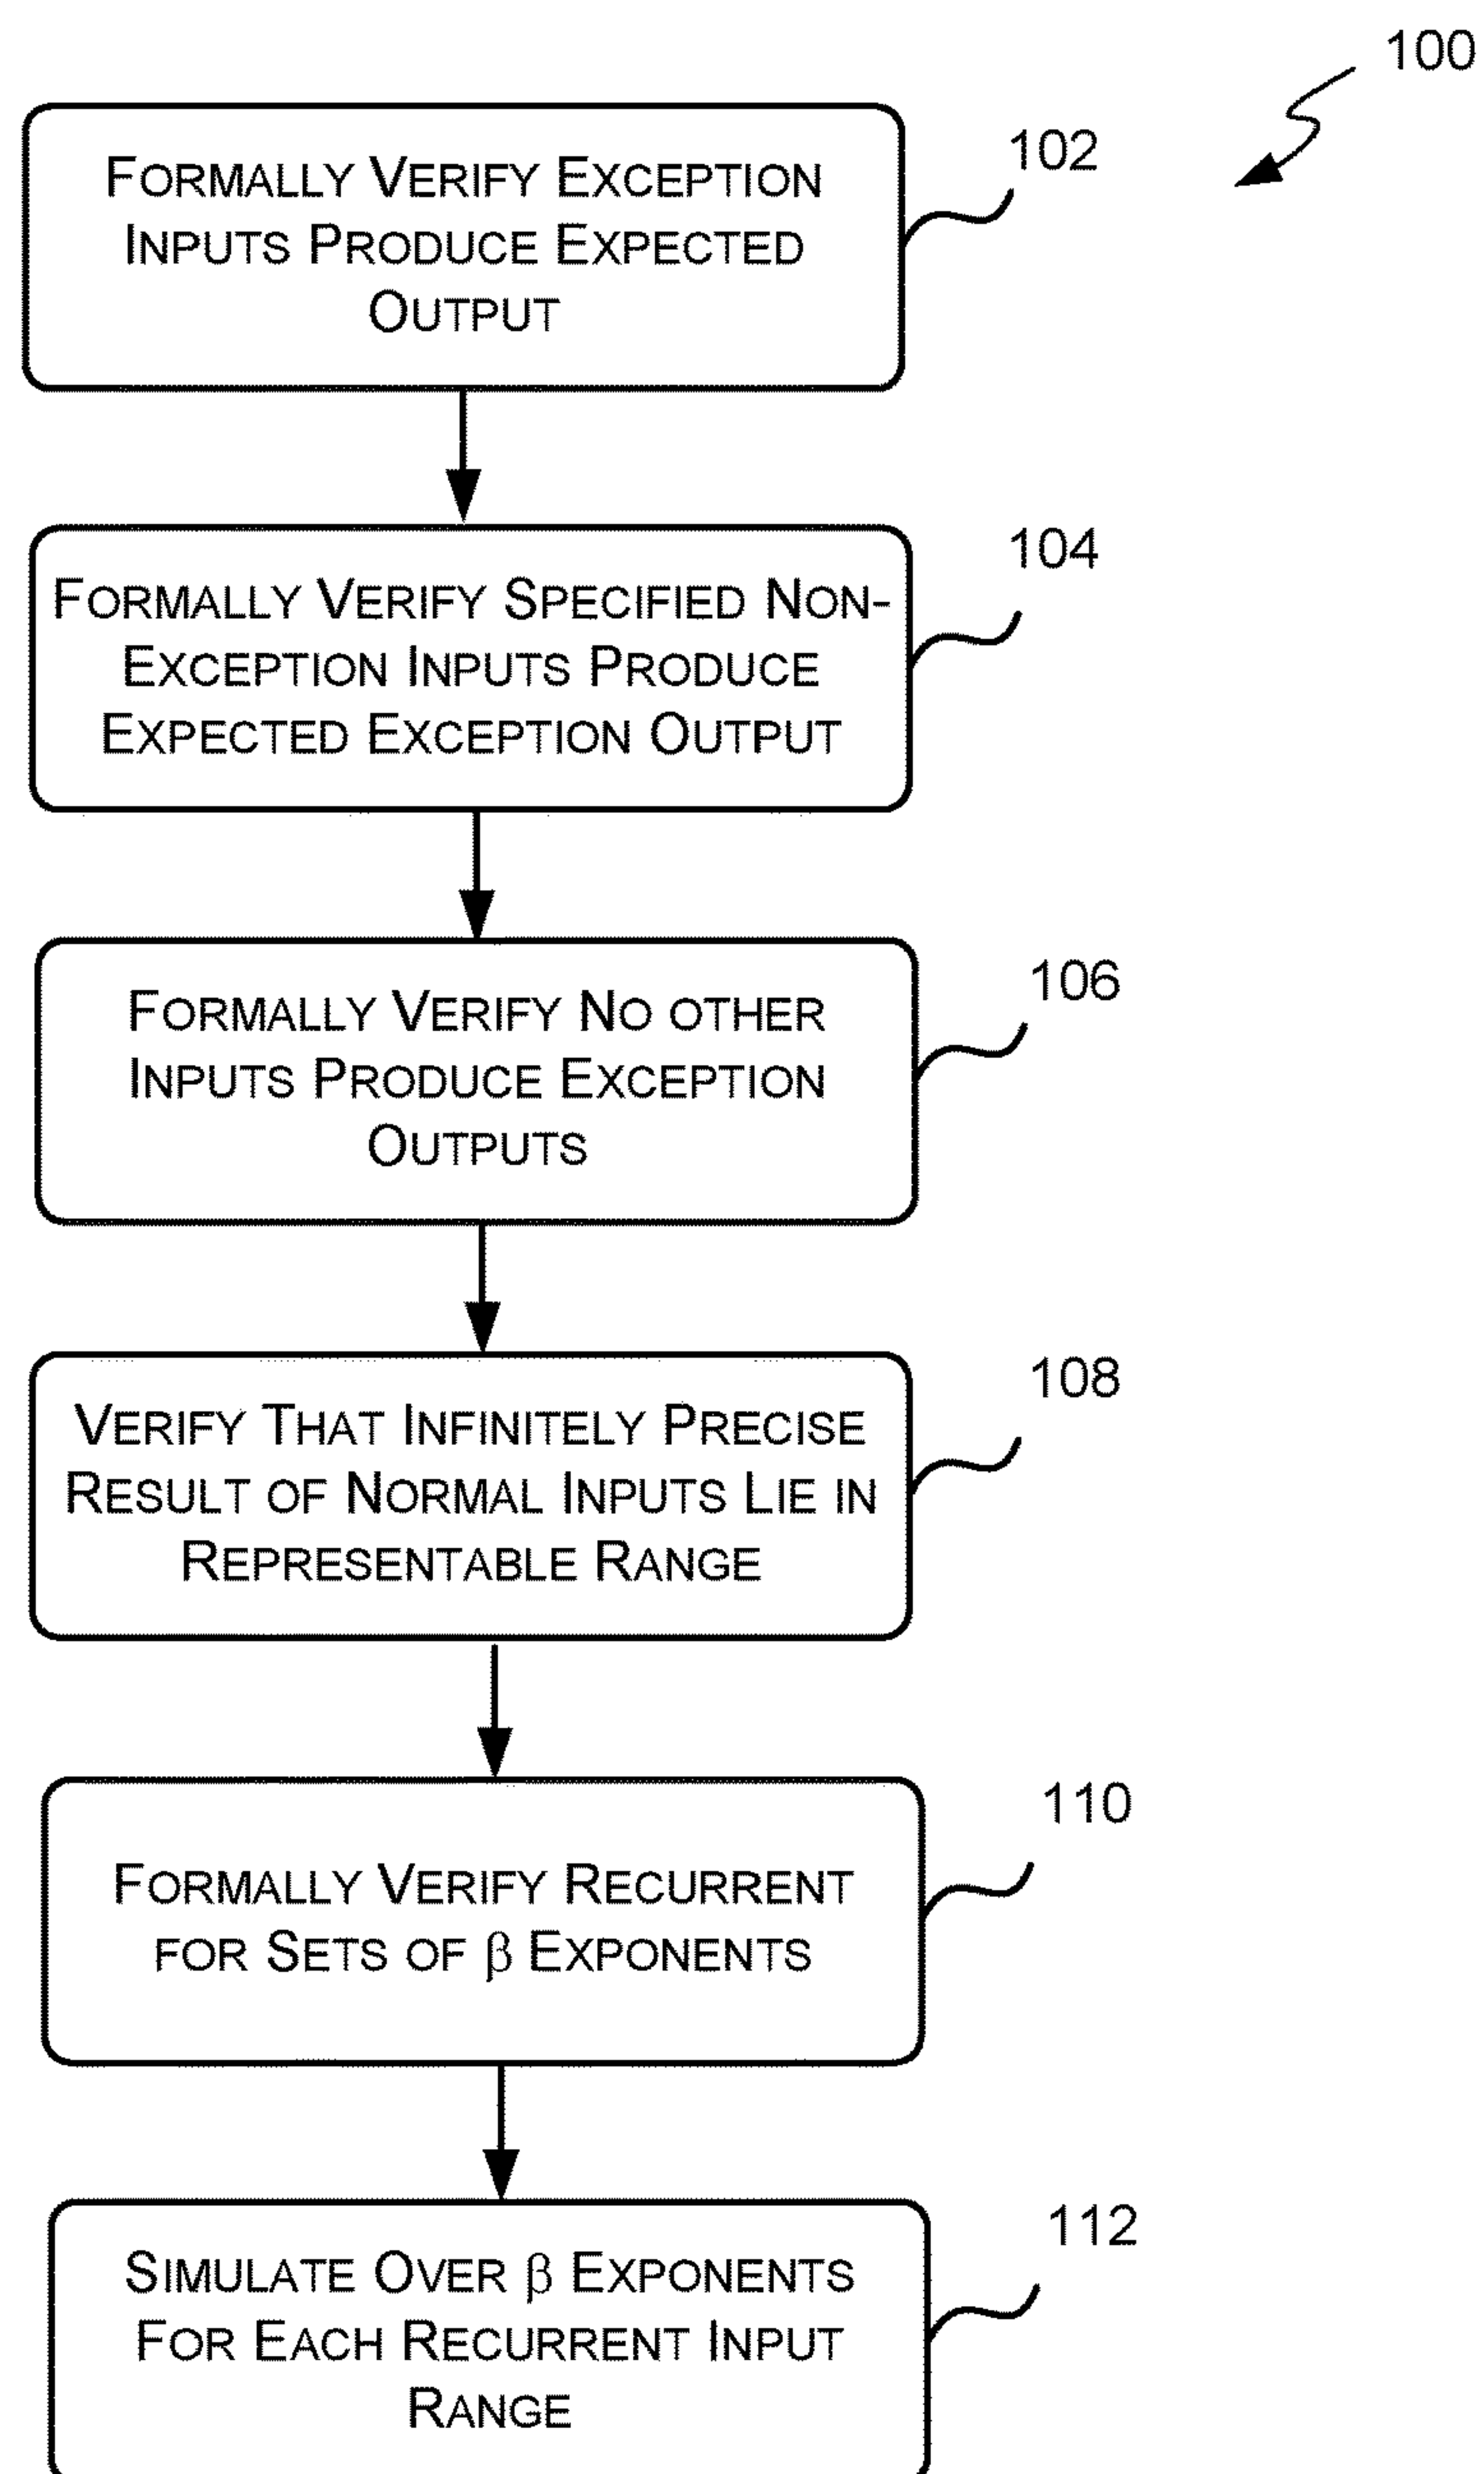 100
102
FORMALLY VERIFY EXCEPTION
INPUTS PRODUCE EXPECTED
OUTPUT
104
FORMALLY VERIFY SPECIFIED NON-
EXCEPTION INPUTS PRODUCE
EXPECTED EXCEPTION OUTPUT
106
FORMALLY VERIFY NO OTHER
INPUTS PRODUCE EXCEPTION
OUTPUTS
108
VERIFY THAT INFINITELY PRECISE
RESULT OF NORMAL INPUTS LIE IN
REPRESENTABLE RANGE
110
FORMALLY VERIFY RECURRENT
FOR SETS OF β EXPONENTS
112
SIMULATE OVER β EXPONENTS
FOR EACH RECURRENT INPUT
RANGE